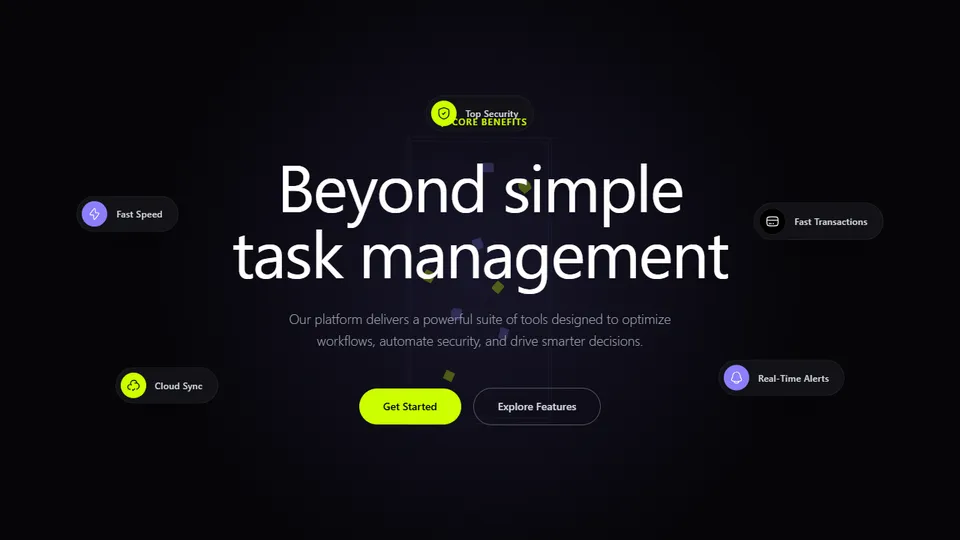 Top Security
CORE BENEFITS
Beyond simple
task management
Fast Speed
Fast Transactions
Our platform delivers a powerful suite of tools designed to optimize
workflows, automate security, and drive smarter decisions.
Cloud Sync
Real-Time Alerts
Get Started
Explore Features